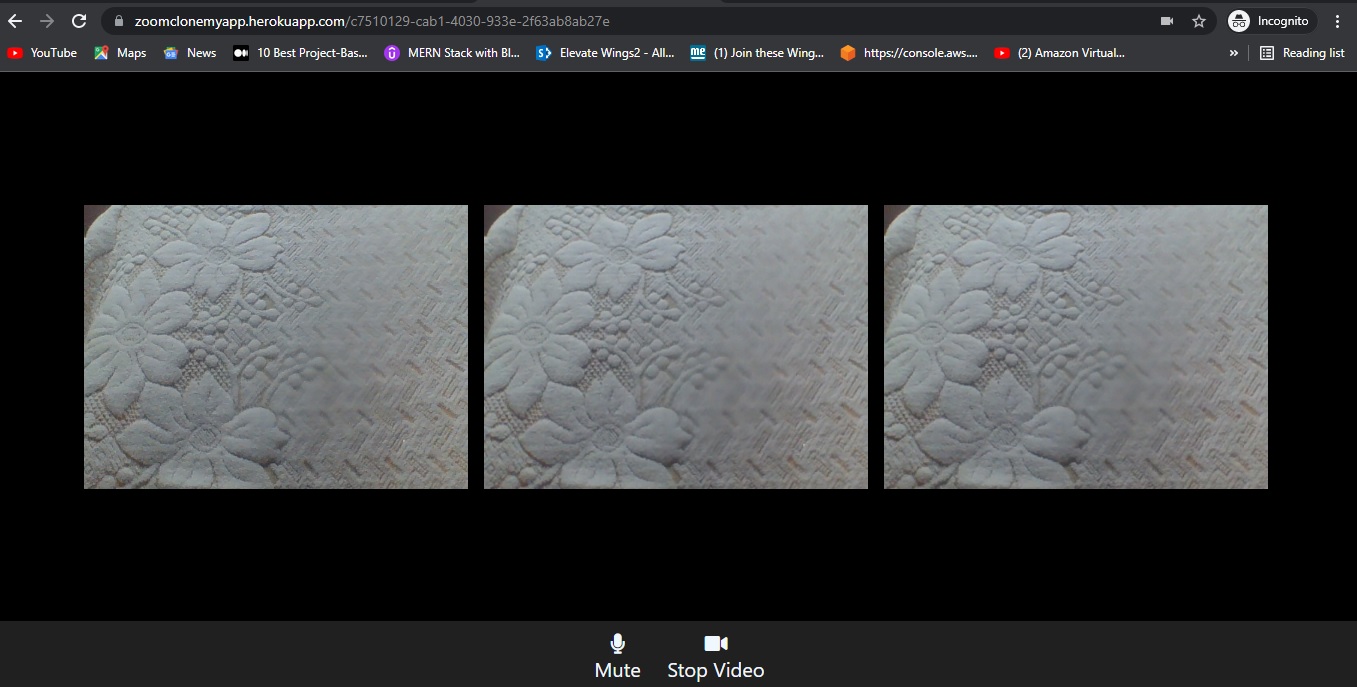 zoomclonemyapp.herokuapp.com/c7510129-cab1-4030-933e-2f63ab8ab27e Incognito
YouTube Maps News 10 Best Project-Bas... MERN Stack with Bl... Elevate Wings2 - All... me (1) Join these Wing... https://console.aws.... (2) Amazon Virtual... » Reading list
Mute Stop Video